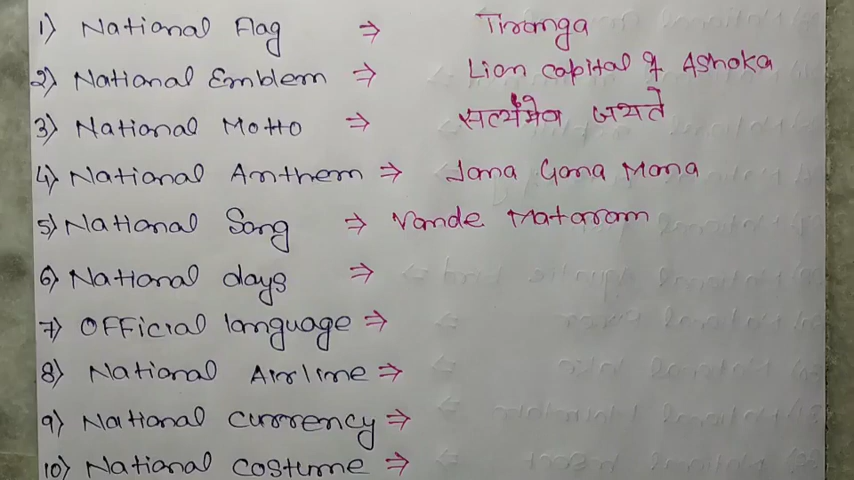 1) National Flag ⇒ Tiranga
2) National Emblem ⇒ Lion capital of Ashoka
3) National Motto ⇒ सत्यमेव जयते
4) National Anthem ⇒ Jana Gana Mana
5) National Song ⇒ Vande Mataram
6) National days ⇒
7) Official language ⇒
8) National Airline ⇒
9) National currency ⇒
10) National costume ⇒